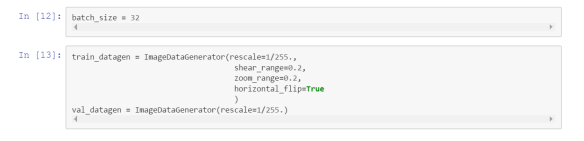 In [12]: batch_size = 32
In [13]: train_datagen = ImageDataGenerator(rescale=1/255.,
shear_range=0.2,
zoom_range=0.2,
horizontal_flip=True
)
val_datagen = ImageDataGenerator(rescale=1/255.)